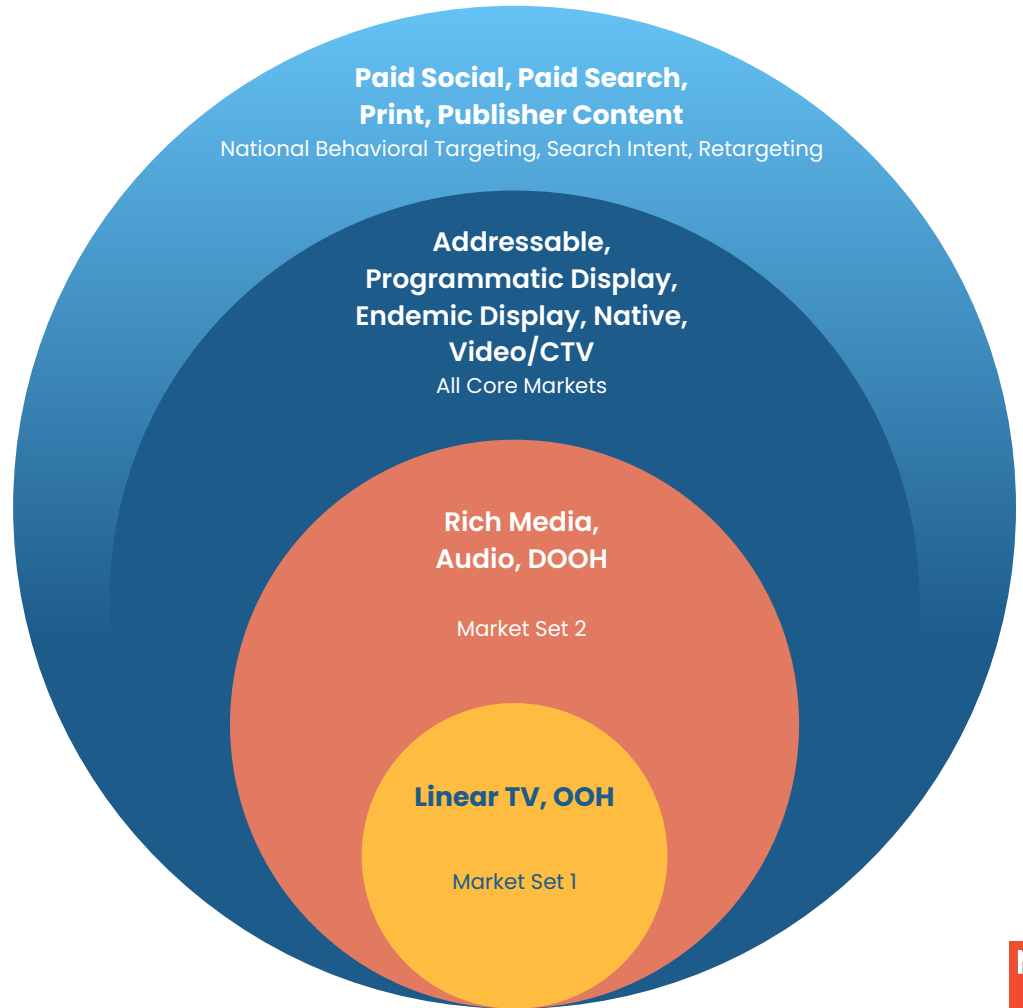 Paid Social, Paid Search,
Print, Publisher Content
National Behavioral Targeting, Search Intent, Retargeting
Addressable,
Programmatic Display,
Endemic Display, Native,
Video/CTV
All Core Markets
Rich Media,
Audio, DOOH
Market Set 2
Linear TV, OOH
Market Set 1